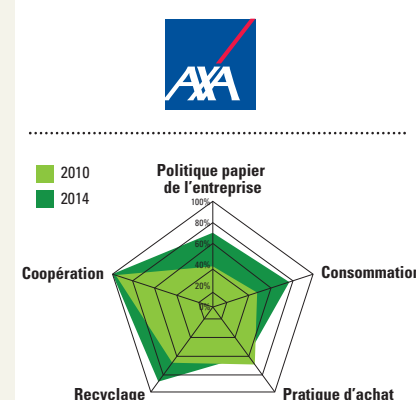 AXA
2010
2014
Politique papier
de l'entreprise
100%
80%
60%
40%
20%
0%
Coopération
Consommation
Recyclage
Pratique d'achat